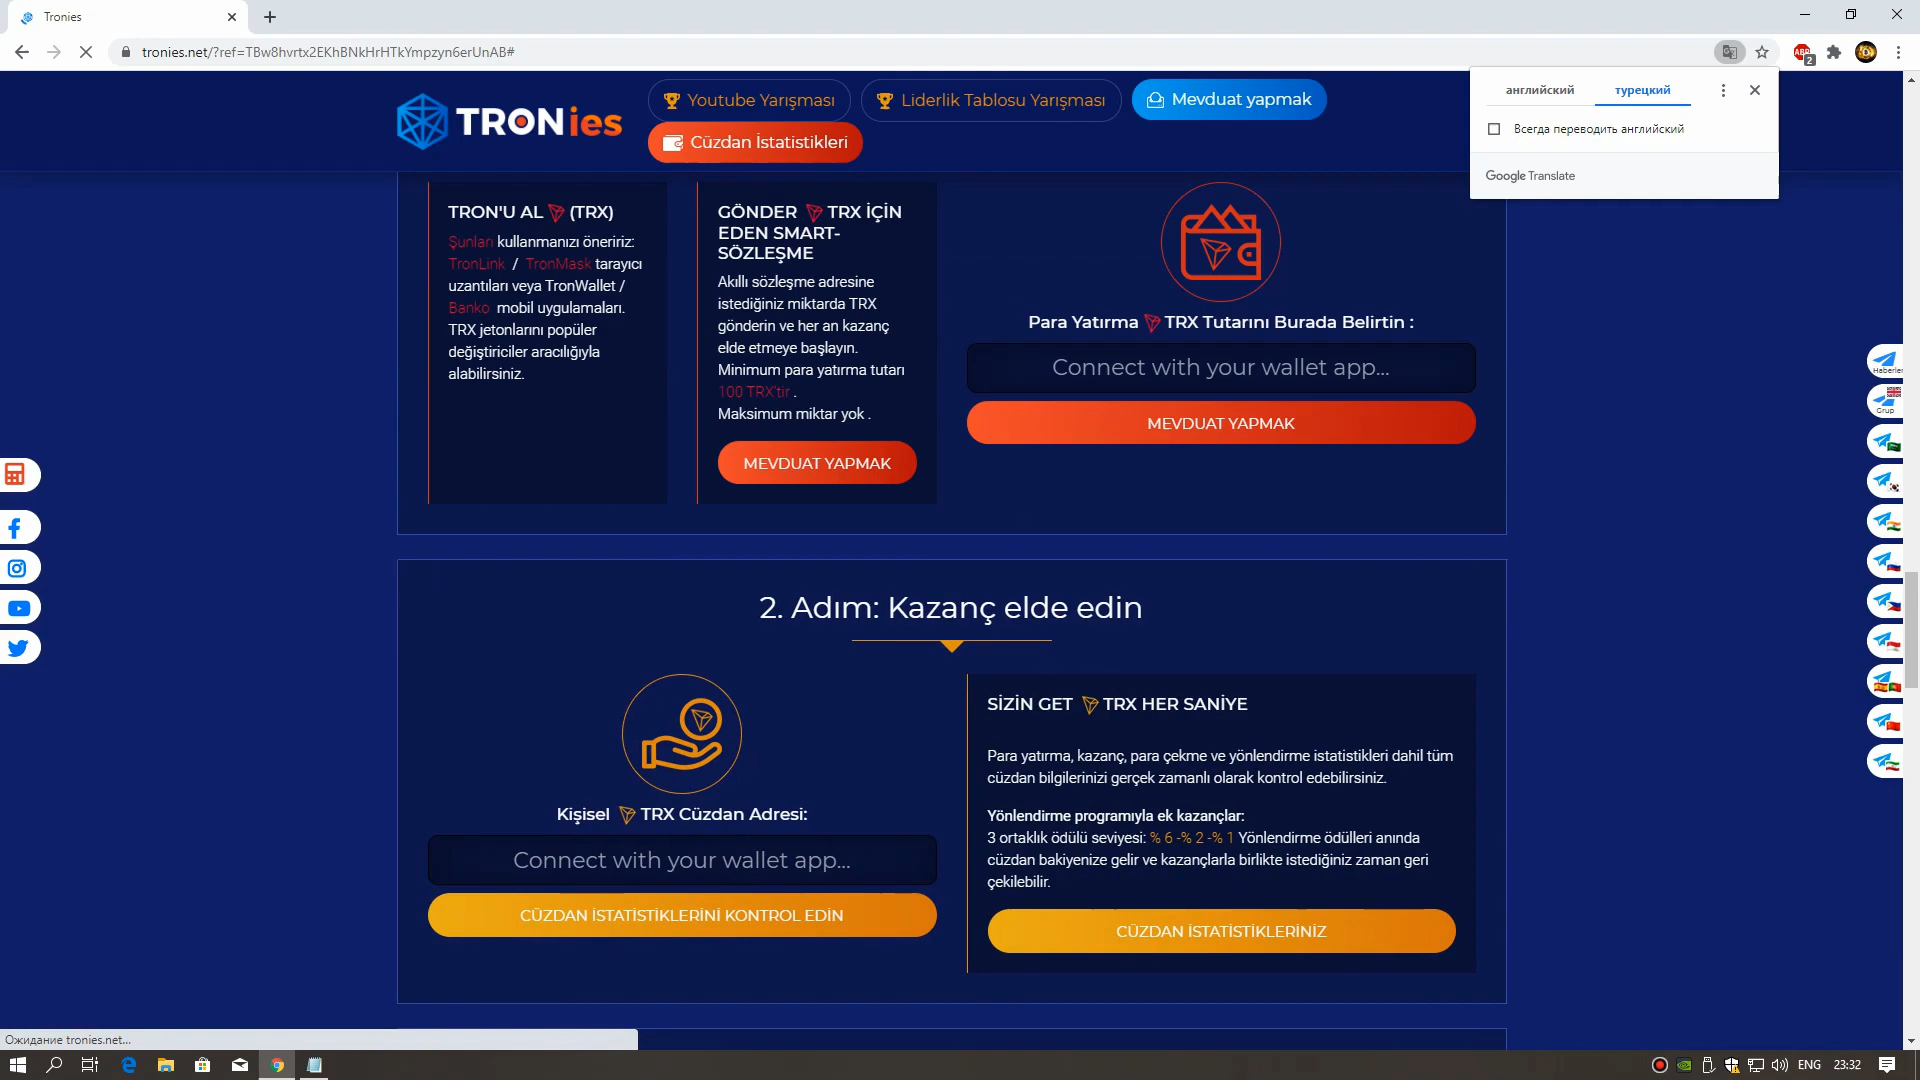 Tronies
tronies.net/?ref=TBw8hvrtx2EKhBNkHrHTkYmpzyn6erUnAB#
ABP
2
английский
турецкий
Всегда переводить английский
Google Translate
TRONies
Youtube Yarışması
Liderlik Tablosu Yarışması
Mevduat yapmak
Cüzdan İstatistikleri
TRON'U AL (TRX)
Şunları kullanmanızı öneririz:
TronLink / TronMask tarayıcı
uzantıları veya TronWallet /
Banko mobil uygulamaları.
TRX jetonlarını popüler
değiştiriciler aracılığıyla
alabilirsiniz.
GÖNDER TRX İÇİN
EDEN SMART-
SÖZLEŞME
Akıllı sözleşme adresine
istediğiniz miktarda TRX
gönderin ve her an kazanç
elde etmeye başlayın.
Minimum para yatırma tutarı
100 TRX'tir .
Maksimum miktar yok .
MEVDUAT YAPMAK
Para Yatırma TRX Tutarını Burada Belirtin :
Connect with your wallet app...
MEVDUAT YAPMAK
Haberler
Grup
2. Adım: Kazanç elde edin
Kişisel TRX Cüzdan Adresi:
Connect with your wallet app...
CÜZDAN İSTATİSTİKLERİNİ KONTROL EDİN
SİZİN GET TRX HER SANİYE
Para yatırma, kazanç, para çekme ve yönlendirme istatistikleri dahil tüm
cüzdan bilgilerinizi gerçek zamanlı olarak kontrol edebilirsiniz.
Yönlendirme programıyla ek kazançlar:
3 ortaklık ödülü seviyesi: % 6 -% 2 -% 1 Yönlendirme ödülleri anında
cüzdan bakiyenize gelir ve kazançlarla birlikte istediğiniz zaman geri
çekilebilir.
CÜZDAN İSTATİSTİKLERİNİZ
Ожидание tronies.net...
ENG
23:32